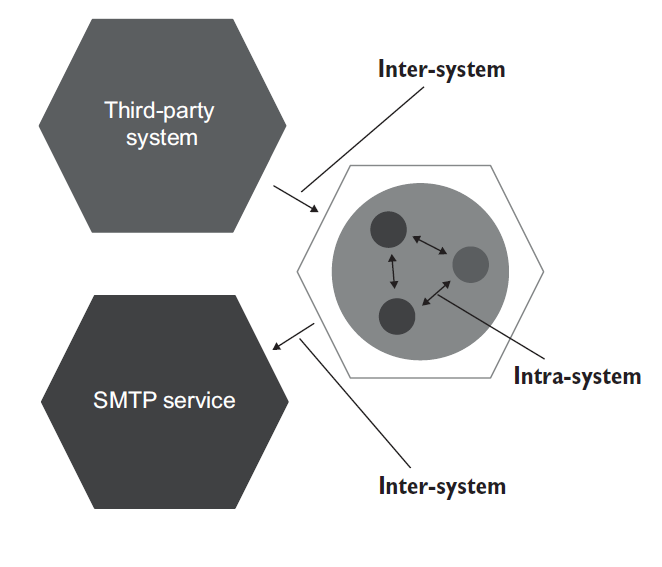 Inter-system
Third-party
system
Intra-system
SMTP service
Inter-system